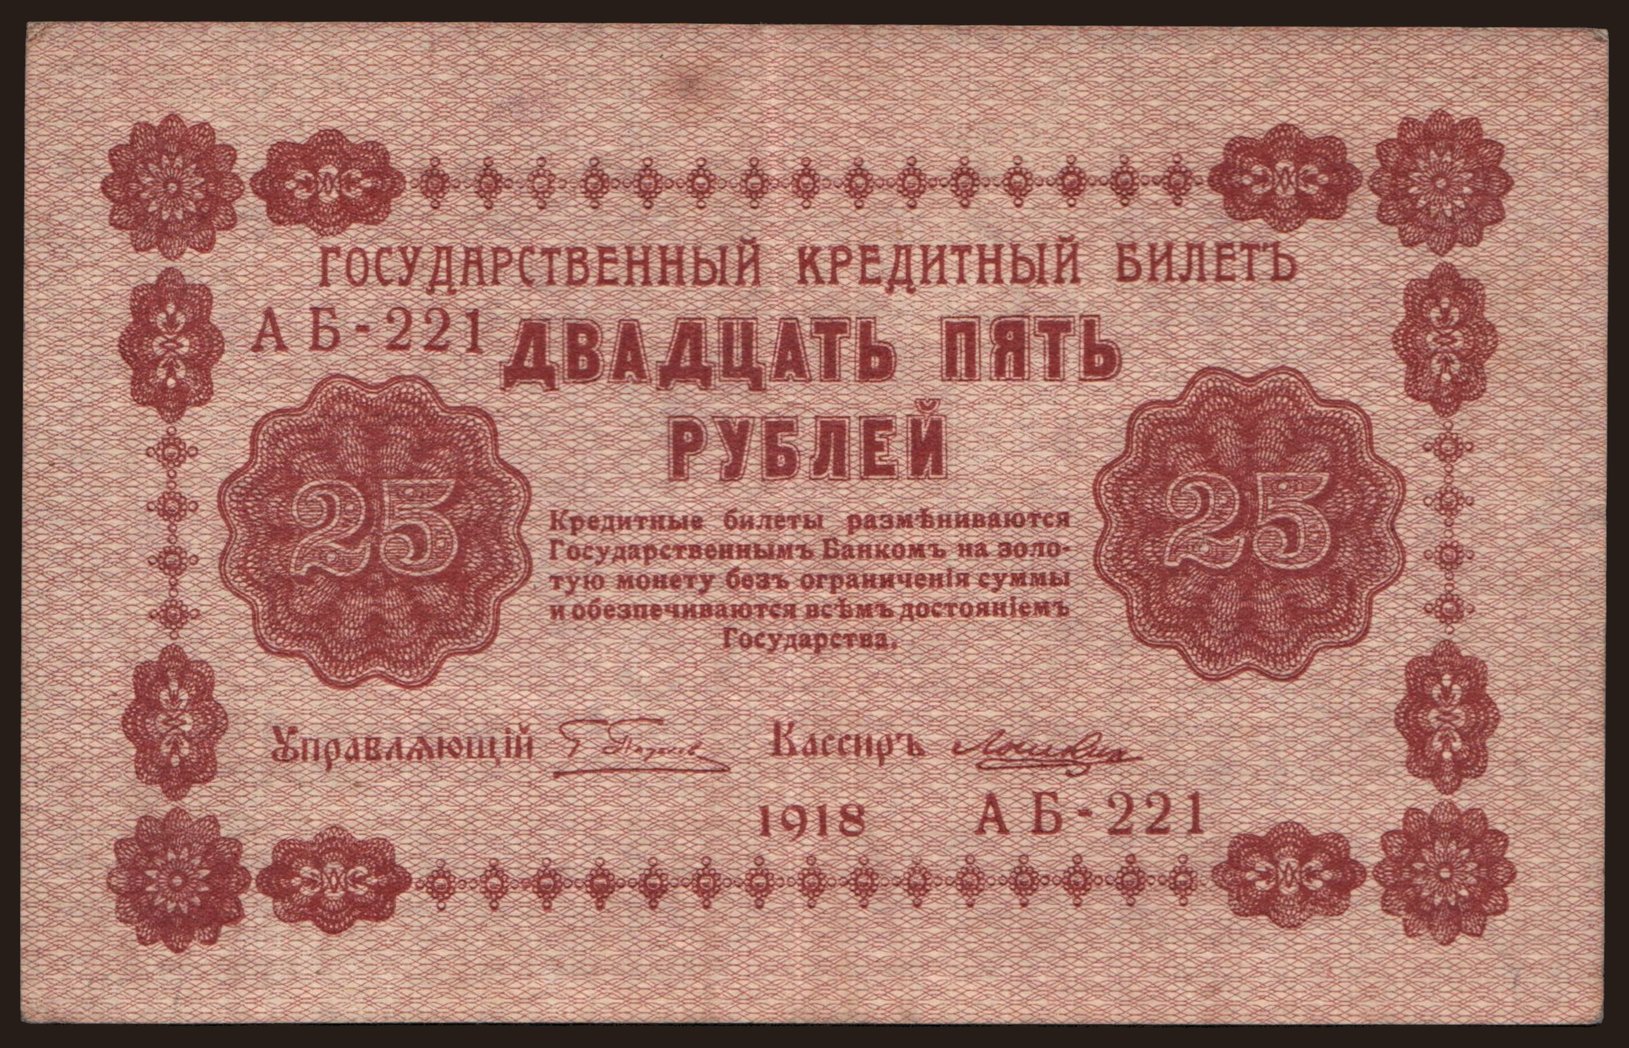 ГОСУДАРСТВЕННЫЙ КРЕДИТНЫЙ БИЛЕТЪ
АБ-221
ДВАДЦАТЬ ПЯТЬ
РУБЛЕЙ
25
25
Кредитные билеты размѣниваются
Государственнымъ Банкомъ на золо-
тую монету безъ ограниченія суммы
и обезпечиваются всѣмъ достояніемъ
Государства.
Управляющій
Кассиръ
1918 АБ-221